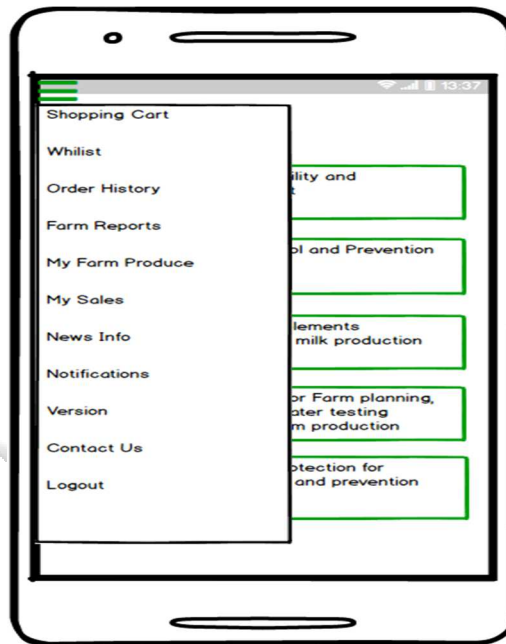 13:37
Shopping Cart
Whilist
Order History
Farm Reports
My Farm Produce
My Sales
News Info
Notifications
Version
Contact Us
Logout
ility and
t
ol and Prevention
lements
milk production
or Farm planning,
ater testing
m production
otection for
and prevention